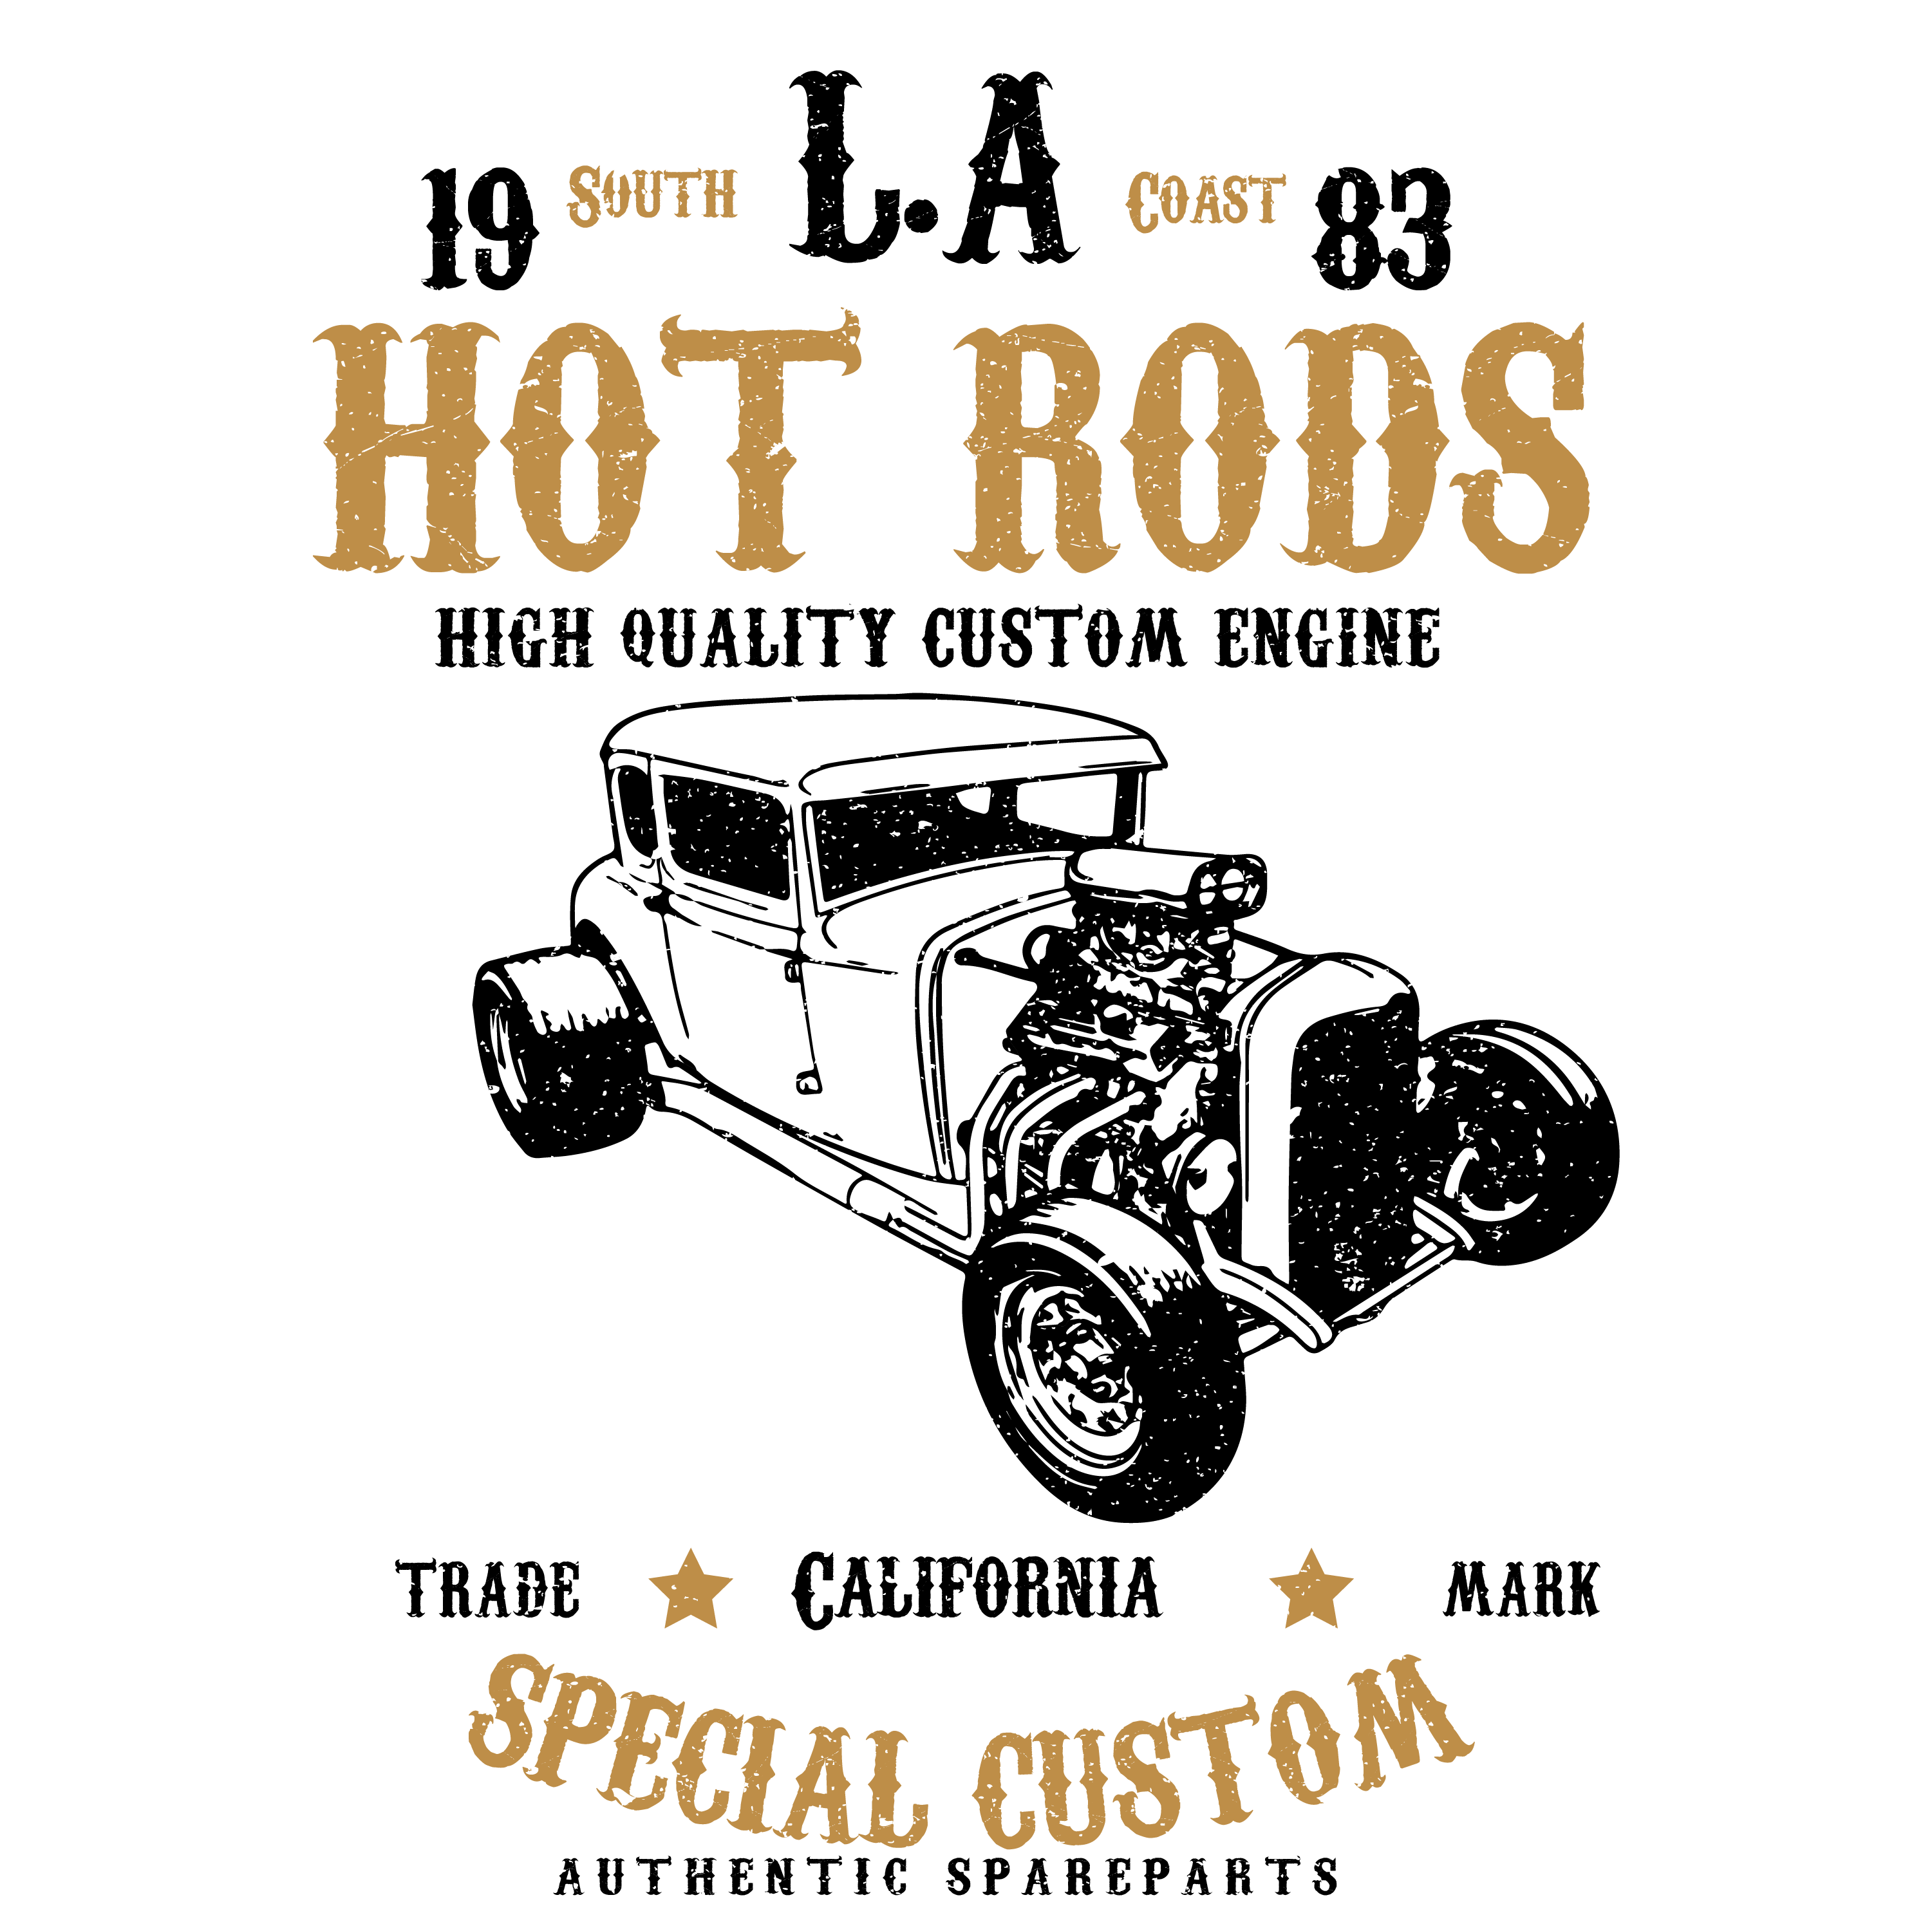 19 South L.A Coast 83
HOT RODS
HIGH QUALITY CUSTOM ENGINE
TRADE CALIFORNIA MARK
SPECIAL CUSTOM
AUTHENTIC SPAREPARTS